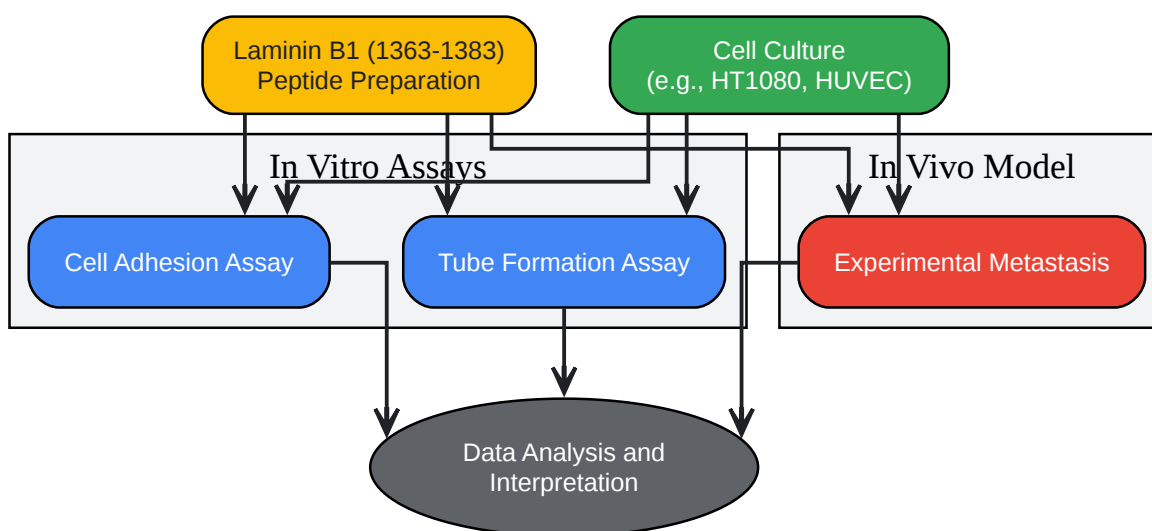 Laminin B1 (1363-1383)
Peptide Preparation
Cell Culture
(e.g., HT1080, HUVEC)
In Vitro Assays
In Vivo Model
Cell Adhesion Assay
Tube Formation Assay
Experimental Metastasis
Data Analysis and
Interpretation